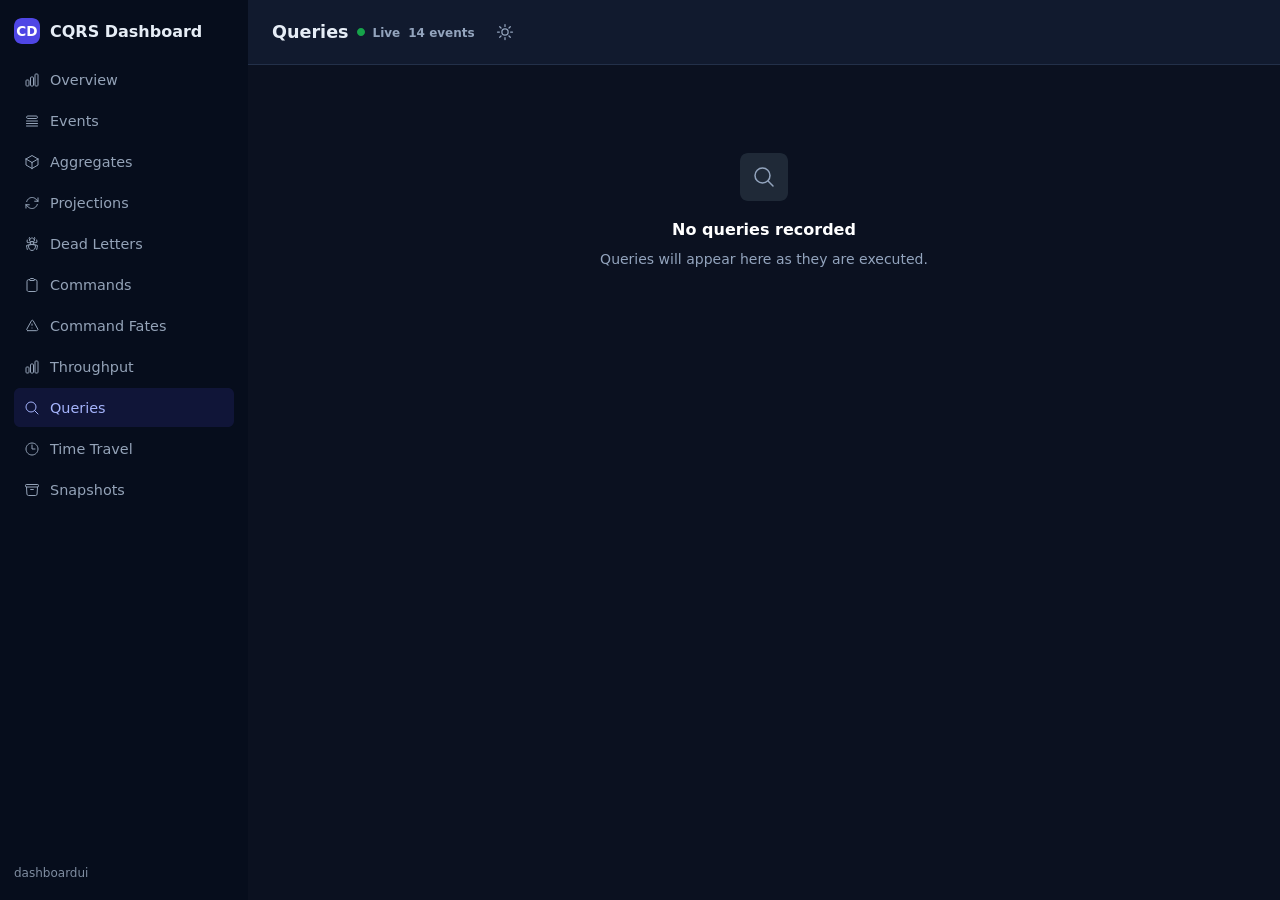 CD CQRS Dashboard
Overview
Events
Aggregates
Projections
Dead Letters
Commands
Command Fates
Throughput
Queries
Time Travel
Snapshots
dashboardui
Queries Live 14 events
No queries recorded
Queries will appear here as they are executed.